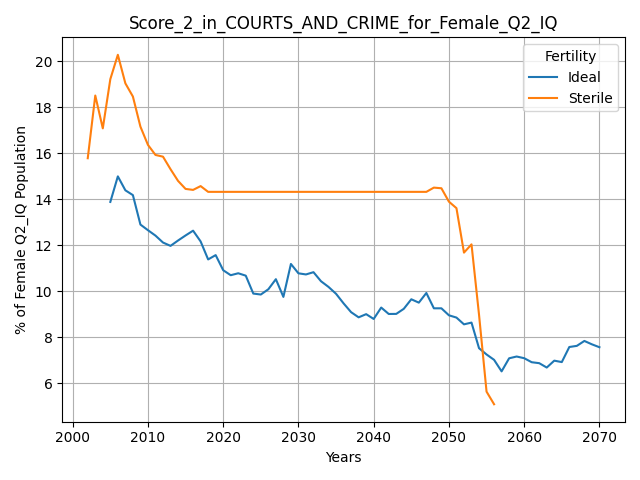 Score_2_in_COURTS_AND_CRIME_for_Female_Q2_IQ
Fertility
Ideal
Sterile
% of Female Q2_IQ Population
20
18
16
14
12
10
8
6
2000 2010 2020 2030 2040 2050 2060 2070
Years